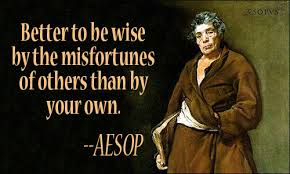 Better to be wise
by the misfortunes
of others than by
your own.
--AESOP